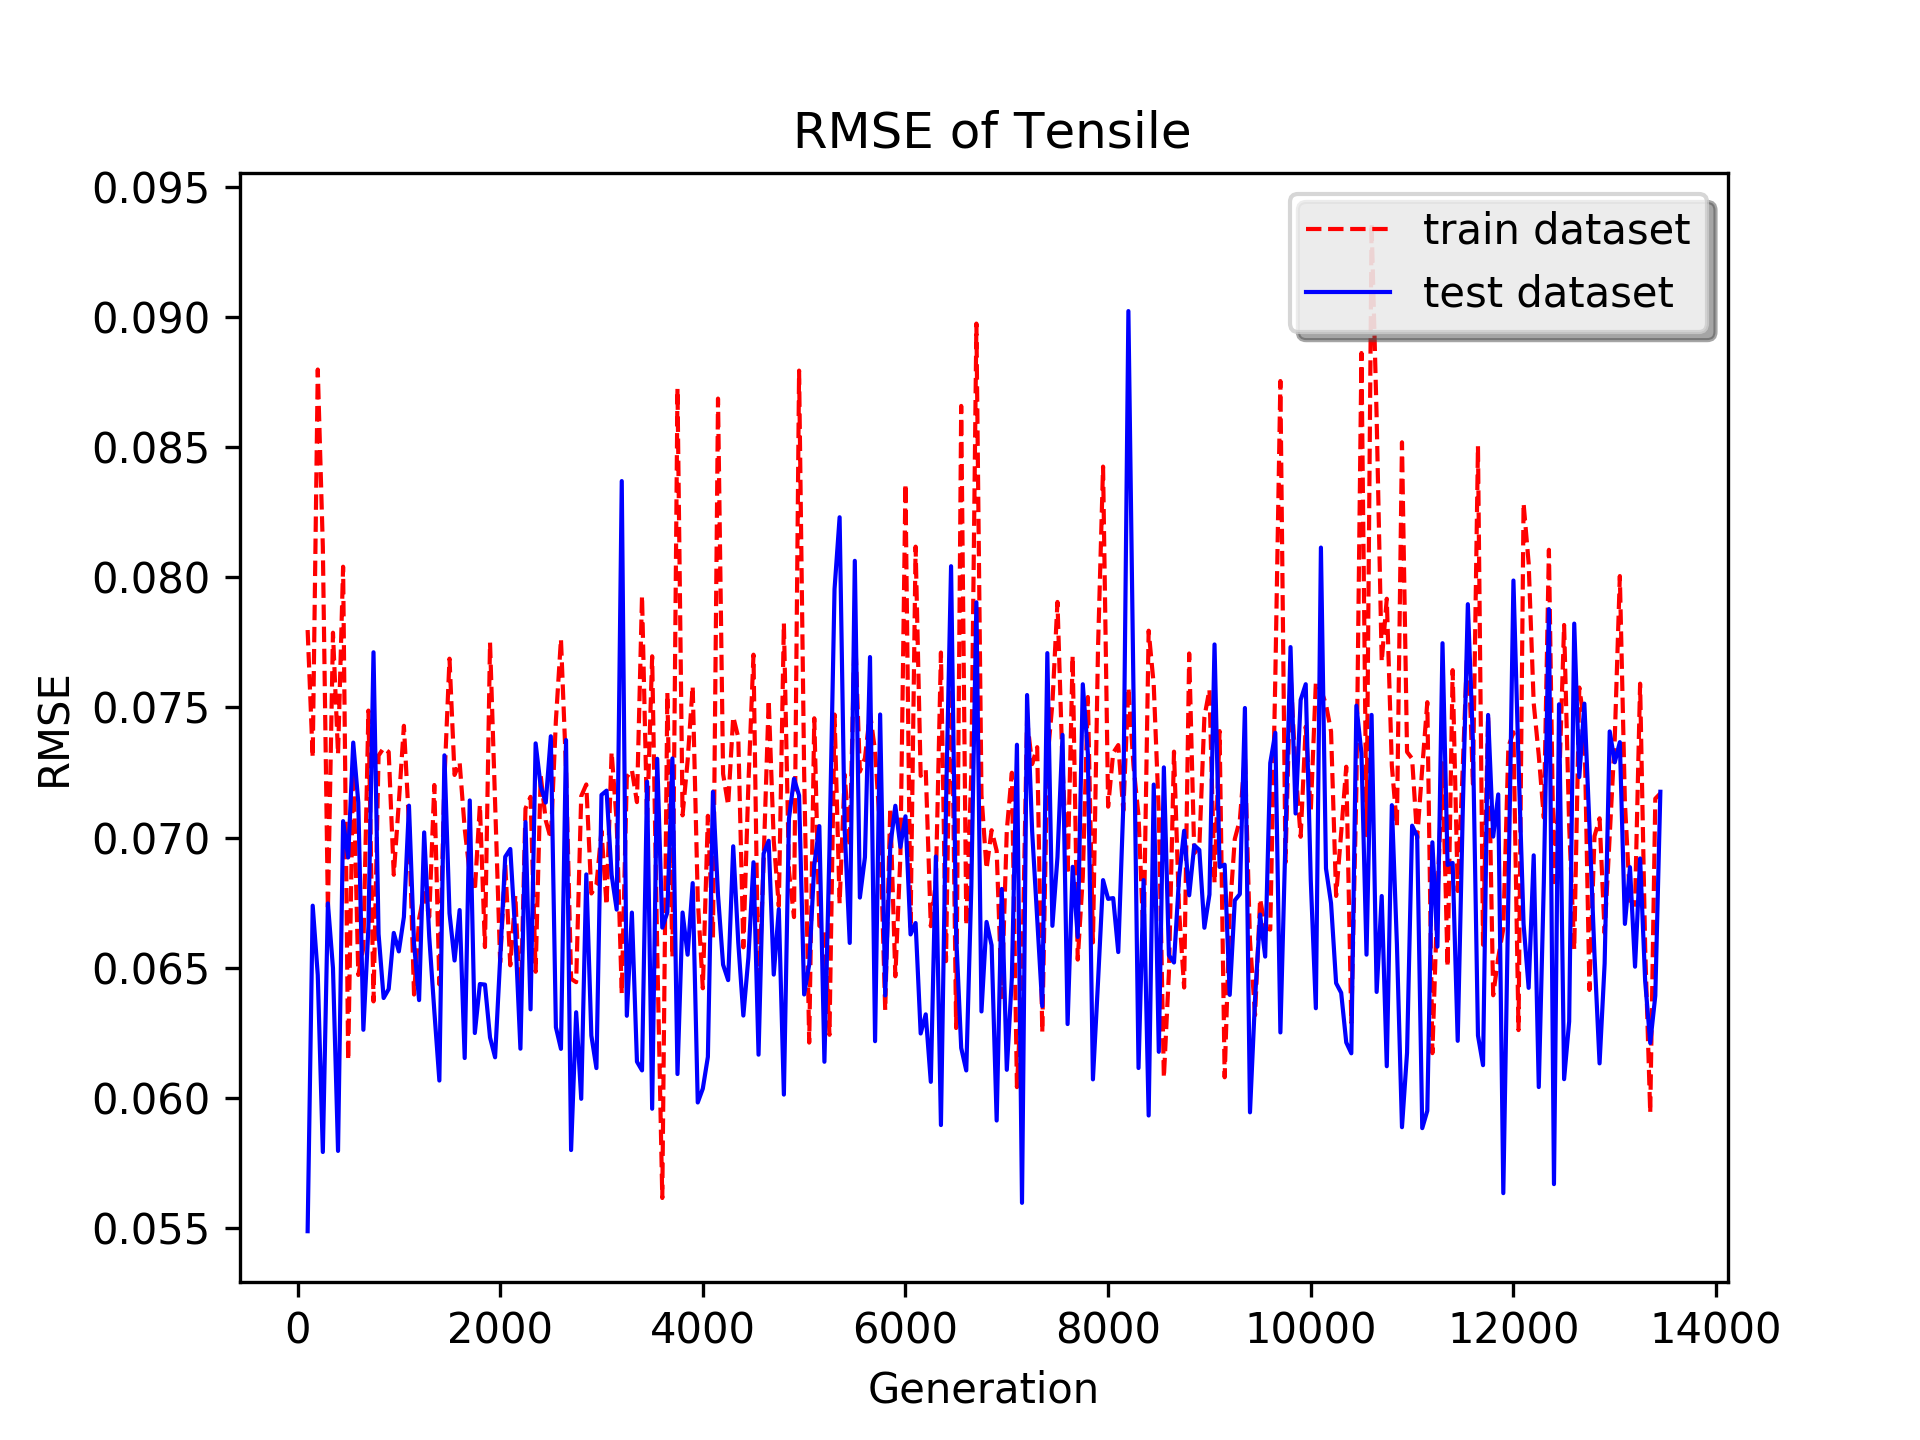 RMSE of Tensile
0.095
0.090
0.085
0.080
0.075
0.070
0.065
0.060
0.055
RMSE
train dataset
test dataset
0 2000 4000 6000 8000 10000 12000 14000
Generation